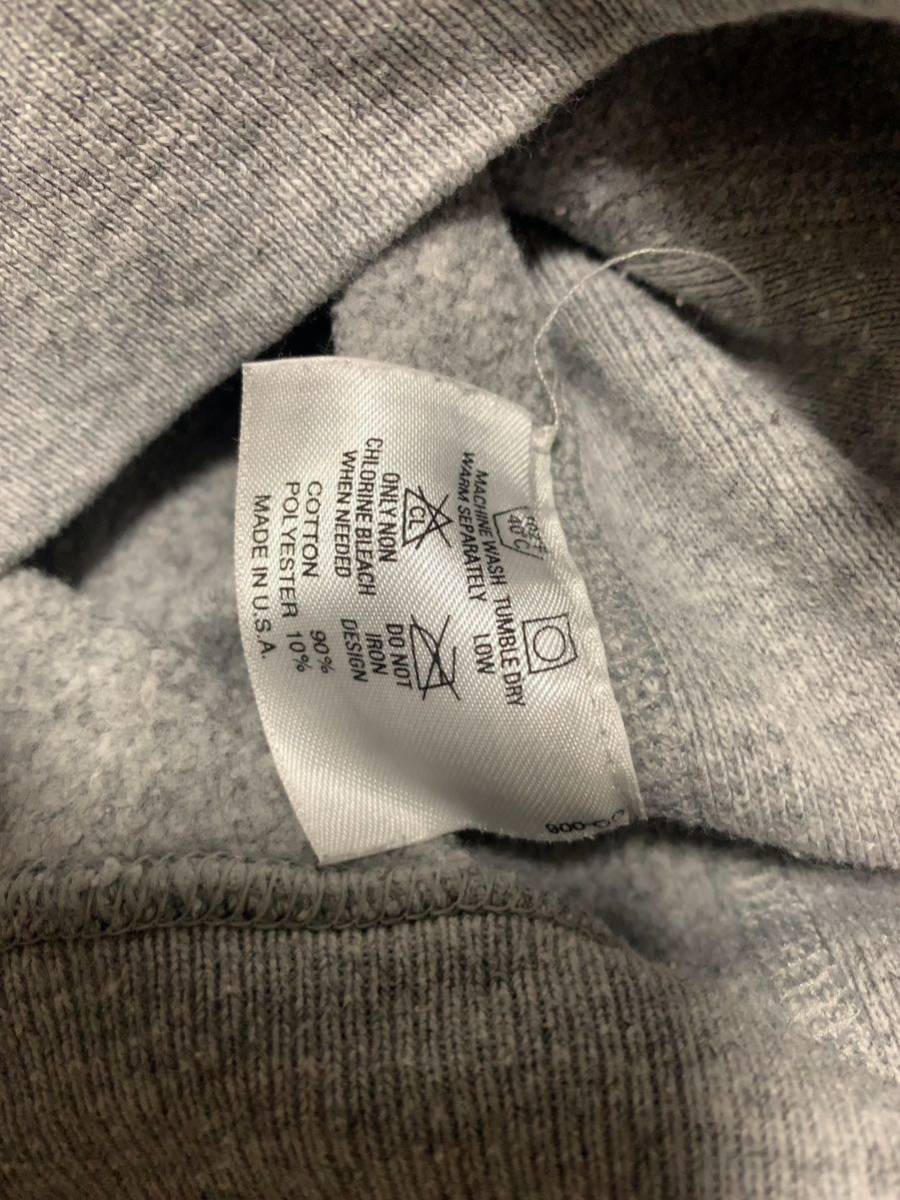 40°C
MACHINE WASH
WARM SEPARATELY
TUMBLE DRY
LOW
CL
ONLY NON
CHLORINE BLEACH
WHEN NEEDED
DO NOT
IRON
DESIGN
COTTON 90%
POLYESTER 10%
MADE IN U.S.A.